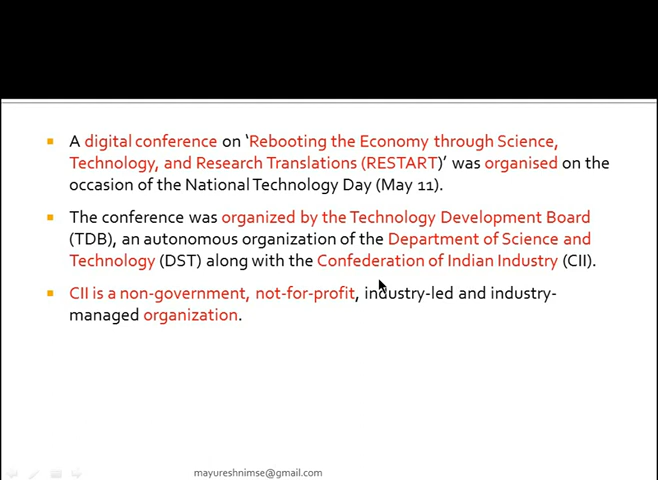 A digital conference on ‘Rebooting the Economy through Science,
Technology, and Research Translations (RESTART)’ was organised on the
occasion of the National Technology Day (May 11).
The conference was organized by the Technology Development Board
(TDB), an autonomous organization of the Department of Science and
Technology (DST) along with the Confederation of Indian Industry (CII).
CII is a non-government, not-for-profit, industry-led and industry-
managed organization.
mayureshnimse@gmail.com